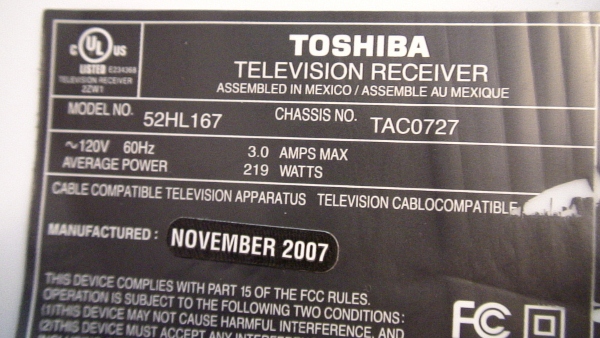 C UL US
LISTED E234368
TELEVISION RECEIVER
2ZW1
TOSHIBA
TELEVISION RECEIVER
ASSEMBLED IN MEXICO / ASSEMBLE AU MEXIQUE
MODEL NO. 52HL167 CHASSIS NO. TAC0727
~120V 60Hz 3.0 AMPS MAX
AVERAGE POWER 219 WATTS
CABLE COMPATIBLE TELEVISION APPARATUS TELEVISION CABLOCOMPATIBLE,
MANUFACTURED : NOVEMBER 2007
THIS DEVICE COMPLIES WITH PART 15 OF THE FCC RULES.
OPERATION IS SUBJECT TO THE FOLLOWING TWO CONDITIONS:
(1)THIS DEVICE MAY NOT CAUSE HARMFUL INTERFERENCE, AND
(2)THIS DEVICE MUST ACCEPT ANY INTERFERENCE
FC